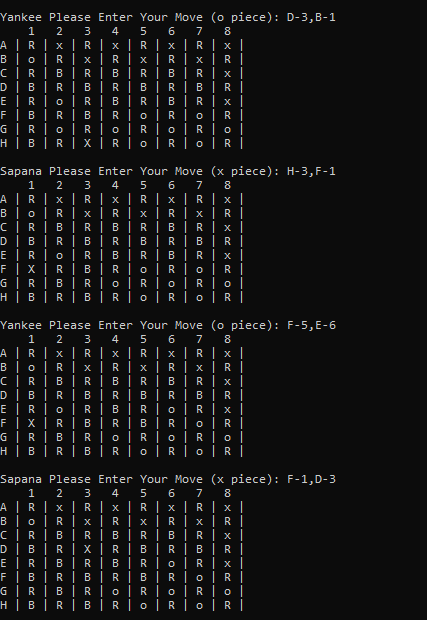 Yankee Please Enter Your Move (o piece): D-3,B-1
1 2 3 4 5 6 7 8
A | R | x | R | x | R | x | R | x |
B | o | R | x | R | x | R | x | R |
C | R | B | R | B | R | B | R | x |
D | B | R | B | R | B | R | B | R |
E | R | o | R | B | R | B | R | x |
F | B | R | B | R | o | R | o | R |
G | R | o | R | o | R | o | R | o |
H | B | R | X | R | o | R | o | R |
Sapana Please Enter Your Move (x piece): H-3,F-1
1 2 3 4 5 6 7 8
A | R | x | R | x | R | x | R | x |
B | o | R | x | R | x | R | x | R |
C | R | B | R | B | R | B | R | x |
D | B | R | B | R | B | R | B | R |
E | R | o | R | B | R | B | R | x |
F | X | R | B | R | o | R | o | R |
G | R | B | R | o | R | o | R | o |
H | B | R | B | R | o | R | o | R |
Yankee Please Enter Your Move (o piece): F-5,E-6
1 2 3 4 5 6 7 8
A | R | x | R | x | R | x | R | x |
B | o | R | x | R | x | R | x | R |
C | R | B | R | B | R | B | R | x |
D | B | R | B | R | B | R | B | R |
E | R | o | R | B | R | o | R | x |
F | X | R | B | R | B | R | o | R |
G | R | B | R | o | R | o | R | o |
H | B | R | B | R | o | R | o | R |
Sapana Please Enter Your Move (x piece): F-1,D-3
1 2 3 4 5 6 7 8
A | R | x | R | x | R | x | R | x |
B | o | R | x | R | x | R | x | R |
C | R | B | R | B | R | B | R | x |
D | B | R | X | R | B | R | B | R |
E | R | B | R | B | R | o | R | x |
F | B | R | B | R | B | R | o | R |
G | R | B | R | o | R | o | R | o |
H | B | R | B | R | o | R | o | R |